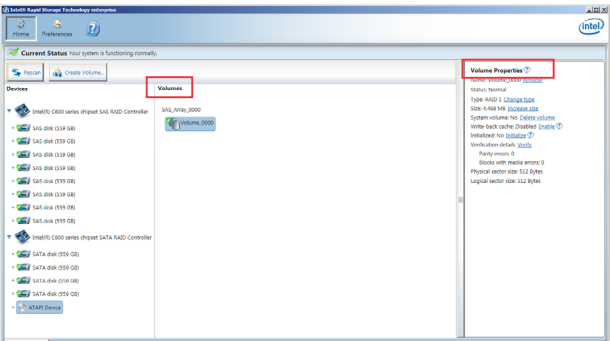 Intel® Rapid Storage Technology enterprise
Home
Preferences
?
intel
Current Status Your system is functioning normally.
Rescan
Create Volume...
Devices
Intel(R) C600 series chipset SAS RAID Controller
SAS disk (559 GB)
SAS disk (559 GB)
SAS disk (559 GB)
SAS disk (559 GB)
SAS disk (559 GB)
SAS disk (559 GB)
SAS disk (559 GB)
SAS disk (559 GB)
Intel(R) C600 series chipset SATA RAID Controller
SATA disk (559 GB)
SATA disk (559 GB)
SATA disk (559 GB)
SATA disk (559 GB)
ATAPI Device
Volumes
SAS_Array_0000
Volume_0000
Volume Properties ?
Name: Volume_0000 Rename
Status: Normal
Type: RAID 1 Change type
Size: 4,468 MB Increase size
System volume: No Delete volume
Write-back cache: Disabled Enable ?
Initialized: No Initialize ?
Verification details Verify
Parity errors: 0
Blocks with media errors: 0
Physical sector size: 512 Bytes
Logical sector size: 512 Bytes